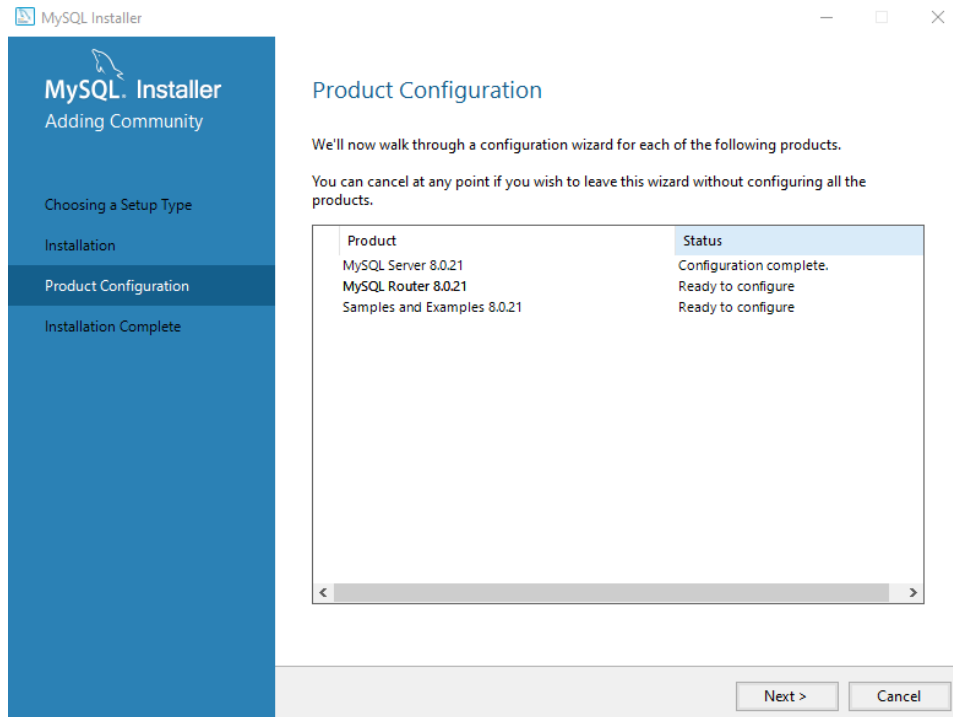 MySQL Installer
MySQL. Installer
Adding Community
Choosing a Setup Type
Installation
Product Configuration
Installation Complete
Product Configuration
We'll now walk through a configuration wizard for each of the following products.
You can cancel at any point if you wish to leave this wizard without configuring all the
products.
Product Status
MySQL Server 8.0.21 Configuration complete.
MySQL Router 8.0.21 Ready to configure
Samples and Examples 8.0.21 Ready to configure
Next > Cancel